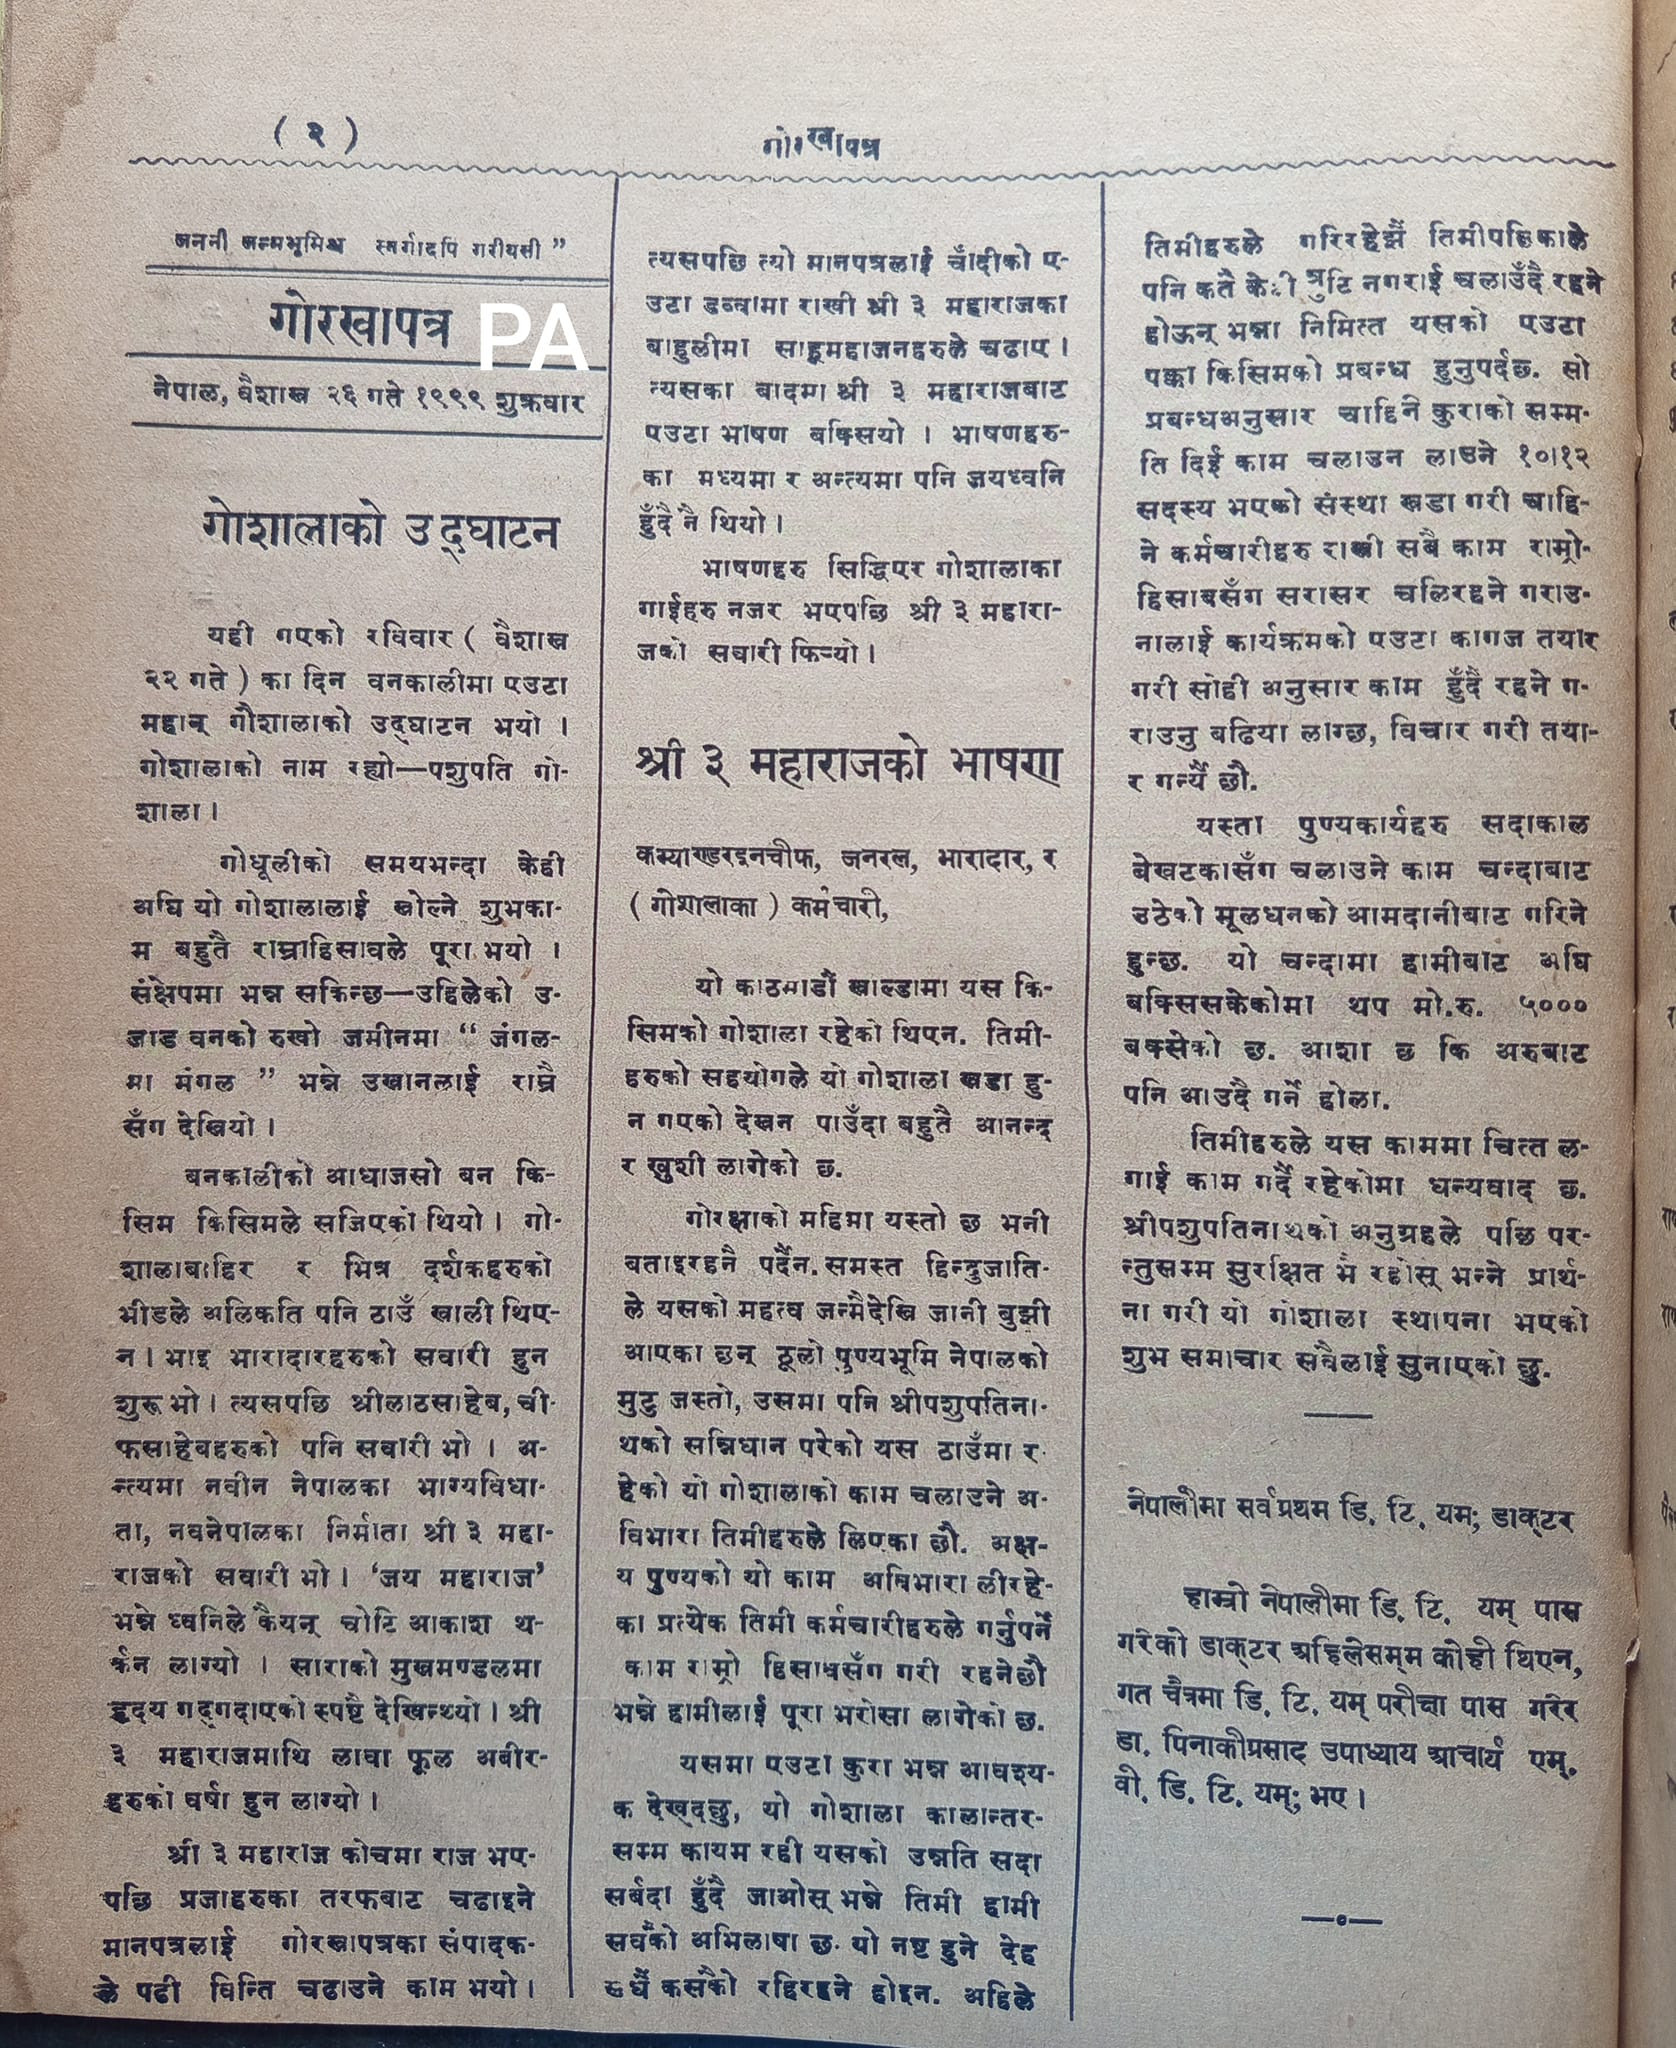 ( २ )
गोरखापत्र
जननी जन्मभूमिश्च स्वर्गादपि गरीयसी ”
गोरखापत्र
PA
नेपाल, बैशाख २६ गते १९९९ शुक्रवार
गोशालाको उद्घाटन
यही गएको रविवार ( बैशाख
२२ गते ) का दिन वनकालीमा एउटा
महान् गौशालाको उद्घाटन भयो ।
गोशालाको नाम रह्यो—पशुपति गो-
शाला ।
गोधूलीको समयभन्दा केही
अघि यो गोशालालाई खोल्ने शुभका-
म बहुतै राम्राहिसावले पूरा भयो ।
संक्षेपमा भन्न सकिन्छ—उहिलेको उ-
जाड वनको रुखो जमीनमा “ जंगल-
मा मंगल ” भन्ने उखानलाई राम्रै
सँग देखियो ।
बनकालीको आधाजसो बन कि-
सिम किसिमले सजिएको थियो । गो-
शालाबाहिर र भित्र दर्शकहरुको
भीडले अलिकति पनि ठाउँ खाली थिए-
न । भाइ भारादारहरुको सवारी हुन
शुरू भो । त्यसपछि श्रीलाठसाहेब, ची-
फसाहेबहरुको पनि सवारी भो । अ-
न्त्यमा नवीन नेपालका भाग्यविधा-
ता, नवनेपालका निर्माता श्री ३ महा-
राजको सवारी भो । ‘जय महाराज’
भन्ने ध्वनिले कैयन् चोटि आकाश थ-
र्कन लाग्यो । साराको मुखमण्डलमा
हृदय गद्गदाएको स्पष्टै देखिन्थ्यो । श्री
३ महाराजमाथि लावा फूल अबीर-
हरुको वर्षा हुन लाग्यो ।
श्री ३ महाराज कोचमा राज भए-
पछि प्रजाहरुका तरफबाट चढाइने
मानपत्रलाई गोरखापत्रका संपादक-
ले पढी विन्ति चढाउने काम भयो ।
त्यसपछि त्यो मानपत्रलाई चाँदीको ए-
उटा डब्बामा राखी श्री ३ महाराजका
बाहुलीमा साहूमहाजनहरुले चढाए ।
त्यसका बादमा श्री ३ महाराजबाट
एउटा भाषण बक्सियो । भाषणहरु-
का मध्यमा र अन्त्यमा पनि जयध्वनि
हुँदै नै थियो ।
भाषणहरु सिद्धिएर गोशालाका
गाईहरु नजर भएपछि श्री ३ महारा-
जको सवारी फिर्‍यो ।
श्री ३ महाराजको भाषण
कम्याण्डरइनचीफ, जनरल, भारादार, र
( गोशालाका ) कर्मचारी,
यो काठमाडौं खाल्डामा यस कि-
सिमको गोशाला रहेको थिएन. तिमी-
हरुको सहयोगले यो गोशाला खडा हु-
न गएको देखन पाउँदा बहुतै आनन्द
र खुशी लागेको छ.
गोरक्षाको महिमा यस्तो छ भनी
बताइरहनै पर्दैन. समस्त हिन्दुजाति-
ले यसको महत्व जन्मैदेखि जानी बुझी
आएका छन् ठूलो पुण्यभूमि नेपालको
मुटु जस्तो, उसमा पनि श्रीपशुपतिना-
थको सन्निधान परेको यस ठाउँमा र-
हेको यो गोशालाको काम चलाउने अ-
विभारा तिमीहरुले लिएका छौ. अक्ष-
य पुण्यको यो काम अविभारा लीरहे-
का प्रत्येक तिमी कर्मचारीहरुले गर्नुपर्ने
काम राम्रो हिसाबसँग गरी रहनेछौ
भन्ने हामीलाई पूरा भरोसा लागेको छ.
यसमा एउटा कुरा भन्न आवश्य-
क देख्दछु, यो गोशाला कालान्तर-
सम्म कायम रही यसको उन्नति सदा
सर्बदा हुँदै जाओस् भन्ने तिमी हामी
सबैको अभिलाषा छ. यो नष्ट हुने देह
सधैं कसैको रहिरहने होइन. अहिले
तिमीहरुले गरिरहेझैं तिमीपछिकाले
पनि कतै केही त्रुटि नगराई चलाउँदै रहने
होऊन् भन्ना निमित्त यसको एउटा
पक्का किसिमको प्रबन्ध हुनुपर्दछ. सो
प्रबन्धअनुसार चाहिने कुराको सम्म-
ति दिई काम चलाउन लाउने १०।१२
सदस्य भएको संस्था खडा गरी चाहि-
ने कर्मचारीहरु राखी सबै काम राम्रो-
हिसाबसँग सरासर चलिरहने गराउ-
नालाई कार्यक्रमको एउटा कागज तयार
गरी सोही अनुसार काम हुँदै रहने ग-
राउनु बढिया लाग्छ, विचार गरी तया-
र गर्न्यै छौ.
यस्ता पुण्यकार्यहरु सदाकाल
बेखटकासँग चलाउने काम चन्दाबाट
उठेको मूलधनको आमदानीबाट गरिने
हुन्छ. यो चन्दामा हामीबाट अघि
बक्सिसकेकोमा थप मो.रु. ५०००
बक्सेको छ. आशा छ कि अरुबाट
पनि आउदै गर्ने होला.
तिमीहरुले यस काममा चित्त ल-
गाई काम गर्दै रहेकोमा धन्यवाद छ.
श्रीपशुपतिनाथको अनुग्रहले पछि पर-
न्तुसम्म सुरक्षित भै रहोस् भन्ने प्रार्थ-
ना गरी यो गोशाला स्थापना भएको
शुभ समाचार सबैलाई सुनाएको छु.
नेपालीमा सर्वप्रथम डि. टि. यम; डाक्टर
हाम्रो नेपालीमा डि. टि. यम् पास
गरेको डाक्टर अहिलेसम्म कोही थिएन,
गत चैत्रमा डि. टि. यम् परीक्षा पास गरेर
डा. पिनाकीप्रसाद उपाध्याय आचार्य एम्.
वी. डि. टि. यम्; भए ।